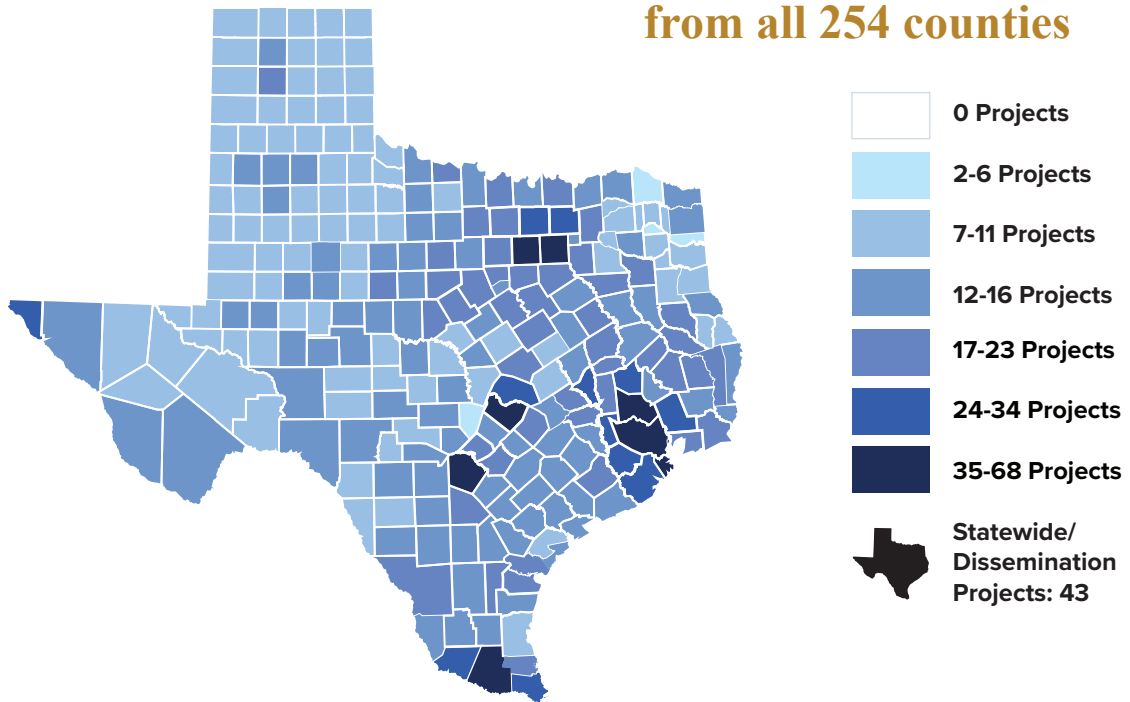 from all 254 counties
0 Projects
2-6 Projects
7-11 Projects
12-16 Projects
17-23 Projects
24-34 Projects
35-68 Projects
Statewide/
Dissemination
Projects: 43